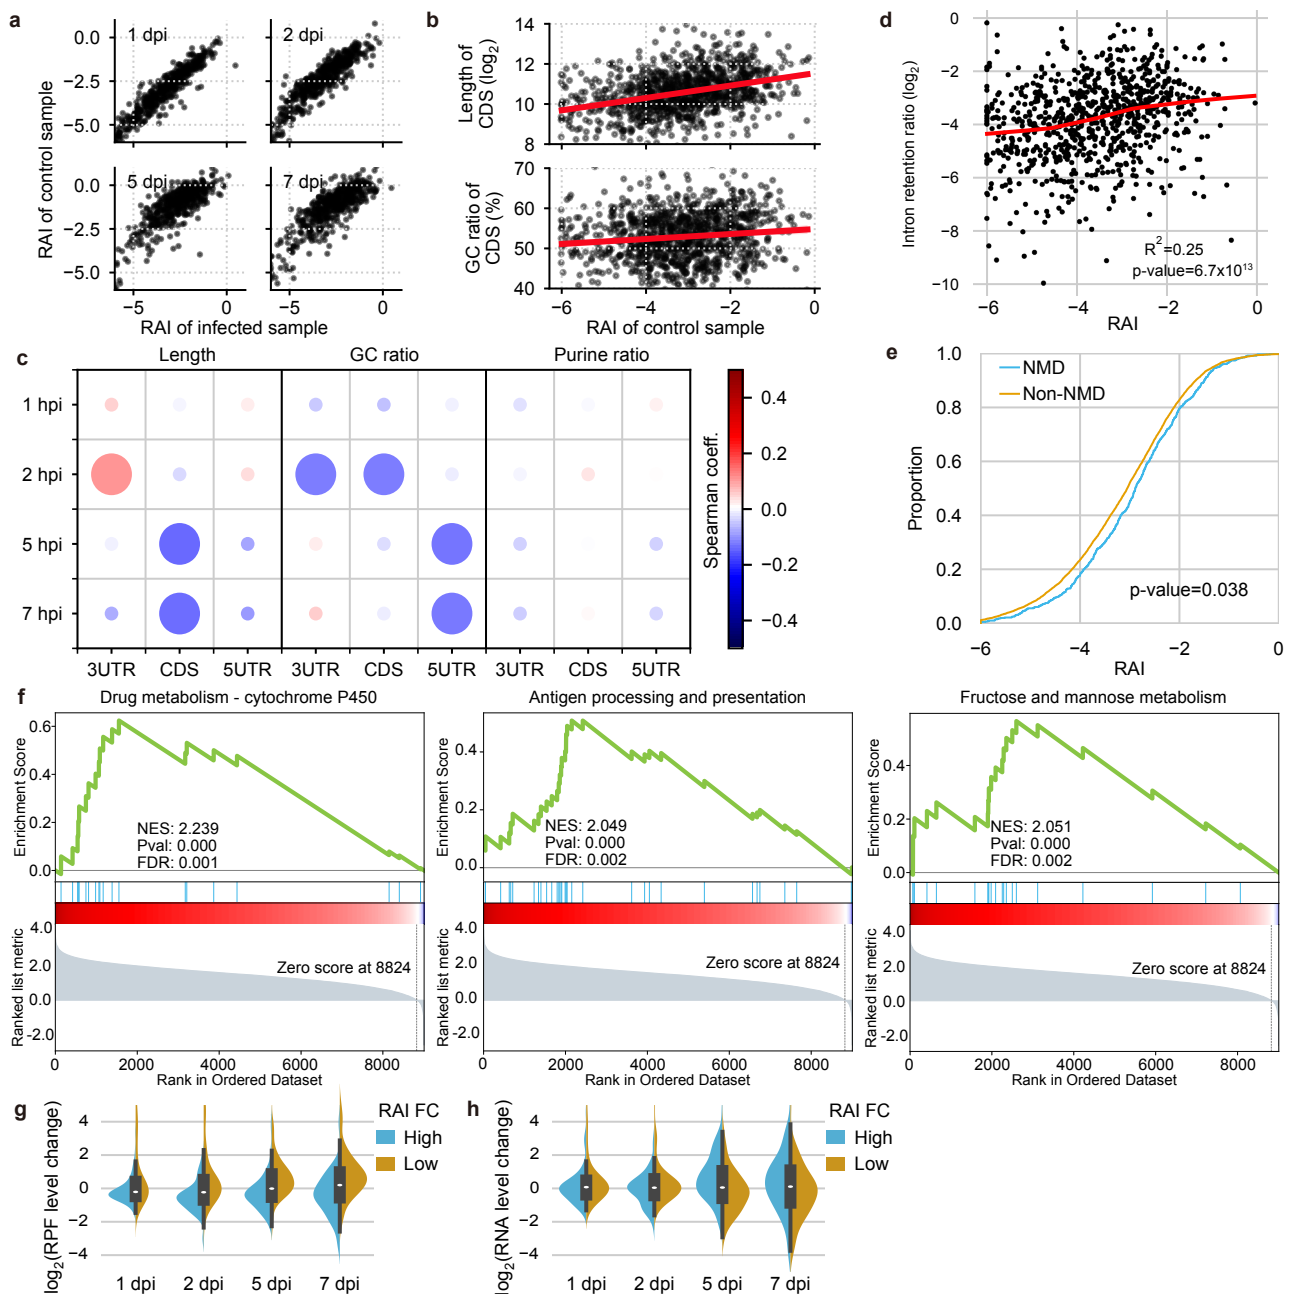 a
1 dpi
2 dpi
5 dpi
7 dpi
0.0
−2.5
−5.0
0.0
−2.5
−5.0
−5
0
−5
0
RAI of control sample
RAI of infected sample
b
Length of
CDS (log2)
14
12
10
8
GC ratio of
CDS (%)
70
60
50
40
−6
−4
−2
0
RAI of control sample
d
Intron retention ratio (log2)
0
−2
−4
−6
−8
−10
R2=0.25
p-value=6.7x1013
−6
−4
−2
0
RAI
c
Length
GC ratio
Purine ratio
1 hpi
2 hpi
5 hpi
7 hpi
3UTR
CDS
5UTR
3UTR
CDS
5UTR
3UTR
CDS
5UTR
Spearman coeff.
0.4
0.2
0.0
−0.2
−0.4
e
Proportion
1.0
0.8
0.6
0.4
0.2
0.0
NMD
Non-NMD
p-value=0.038
−6
−4
−2
0
RAI
f
Drug metabolism - cytochrome P450
Enrichment Score
0.6
0.4
0.2
0.0
NES: 2.239
Pval: 0.000
FDR: 0.001
Ranked list metric
4.0
2.0
0.0
-2.0
Zero score at 8824
0
2000
4000
6000
8000
Rank in Ordered Dataset
Antigen processing and presentation
Enrichment Score
0.4
0.2
0.0
NES: 2.049
Pval: 0.000
FDR: 0.002
Ranked list metric
4.0
2.0
0.0
-2.0
Zero score at 8824
0
2000
4000
6000
8000
Rank in Ordered Dataset
Fructose and mannose metabolism
Enrichment Score
0.4
0.2
0.0
NES: 2.051
Pval: 0.000
FDR: 0.002
Ranked list metric
4.0
2.0
0.0
-2.0
Zero score at 8824
0
2000
4000
6000
8000
Rank in Ordered Dataset
g
log2(RPF level change)
4
2
0
−2
−4
1 dpi
2 dpi
5 dpi
7 dpi
RAI FC
High
Low
h
log2(RNA level change)
4
2
0
−2
−4
1 dpi
2 dpi
5 dpi
7 dpi
RAI FC
High
Low